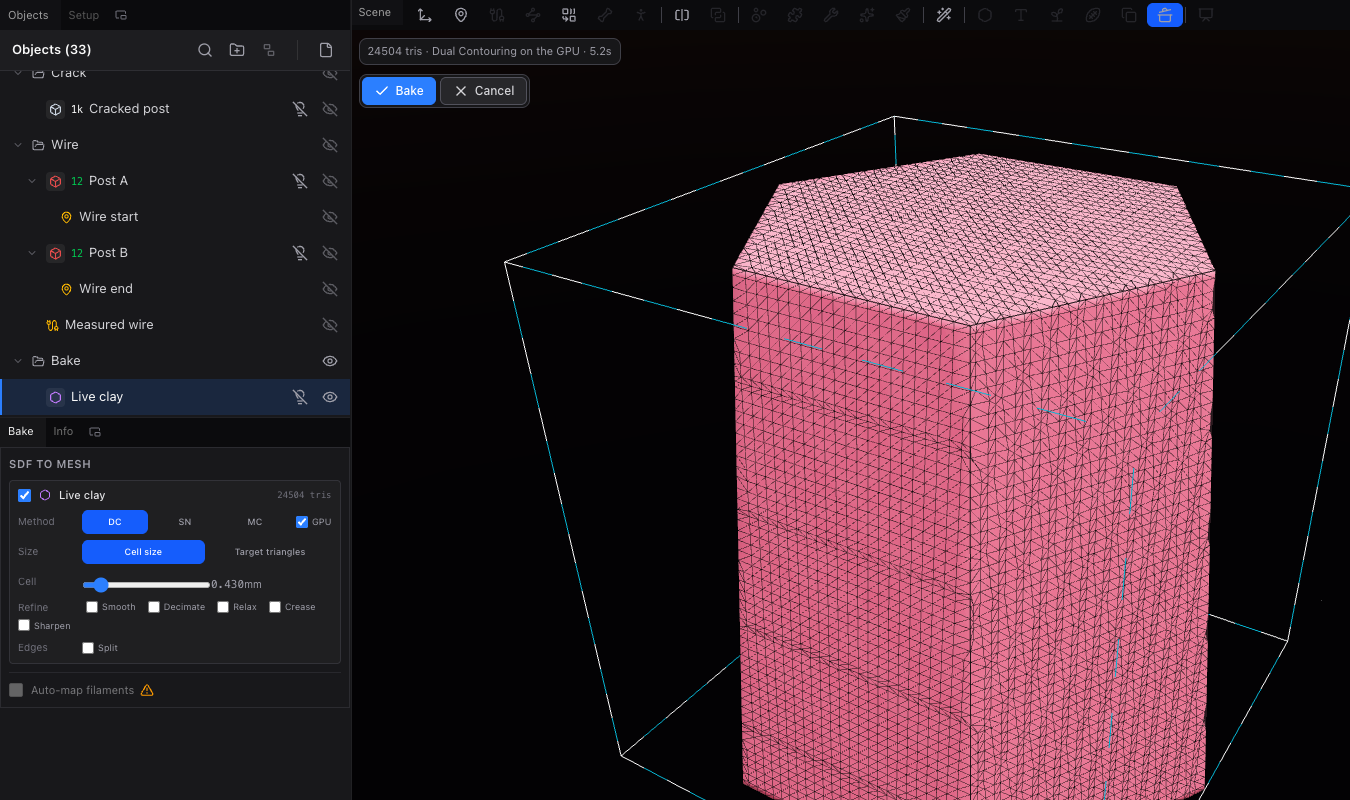 Objects Setup
Scene
Objects (33)
24504 tris · Dual Contouring on the GPU · 5.2s
Crack
Bake Cancel
1k Cracked post
Wire
12 Post A
Wire start
12 Post B
Wire end
Measured wire
Bake
Live clay
Bake Info
SDF TO MESH
Live clay 24504 tris
Method DC SN MC GPU
Size Cell size Target triangles
Cell 0.430mm
Refine Smooth Decimate Relax Crease
Sharpen
Edges Split
Auto-map filaments